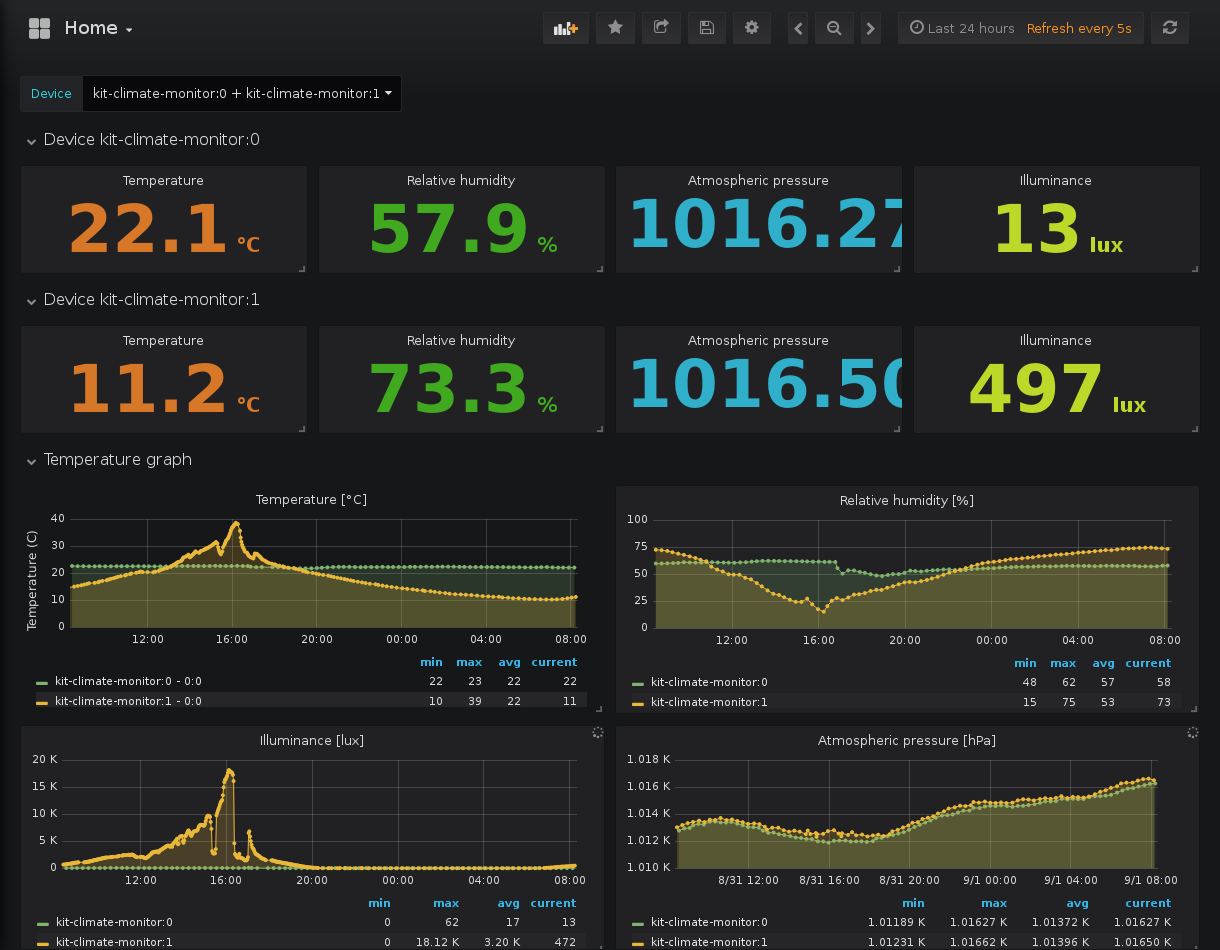 Home
Last 24 hours Refresh every 5s
Device kit-climate-monitor:0 + kit-climate-monitor:1
Device kit-climate-monitor:0
Temperature Relative humidity Atmospheric pressure Illuminance
22.1 °C 57.9 % 1016.27 13 lux
Device kit-climate-monitor:1
Temperature Relative humidity Atmospheric pressure Illuminance
11.2 °C 73.3 % 1016.50 497 lux
Temperature graph
Temperature [°C]
Temperature (C)
40
30
20
10
0
12:00 16:00 20:00 00:00 04:00 08:00
min max avg current
kit-climate-monitor:0 - 0:0 22 23 22 22
kit-climate-monitor:1 - 0:0 10 39 22 11
Relative humidity [%]
100
75
50
25
0
12:00 16:00 20:00 00:00 04:00 08:00
min max avg current
kit-climate-monitor:0 48 62 57 58
kit-climate-monitor:1 15 75 53 73
Illuminance [lux]
20 K
15 K
10 K
5 K
0
12:00 16:00 20:00 00:00 04:00 08:00
min max avg current
kit-climate-monitor:0 0 62 17 13
kit-climate-monitor:1 0 18.12 K 3.20 K 472
Atmospheric pressure [hPa]
1.018 K
1.016 K
1.014 K
1.012 K
1.010 K
8/31 12:00 8/31 16:00 8/31 20:00 9/1 00:00 9/1 04:00 9/1 08:00
min max avg current
kit-climate-monitor:0 1.01189 K 1.01627 K 1.01372 K 1.01627 K
kit-climate-monitor:1 1.01231 K 1.01662 K 1.01396 K 1.01650 K